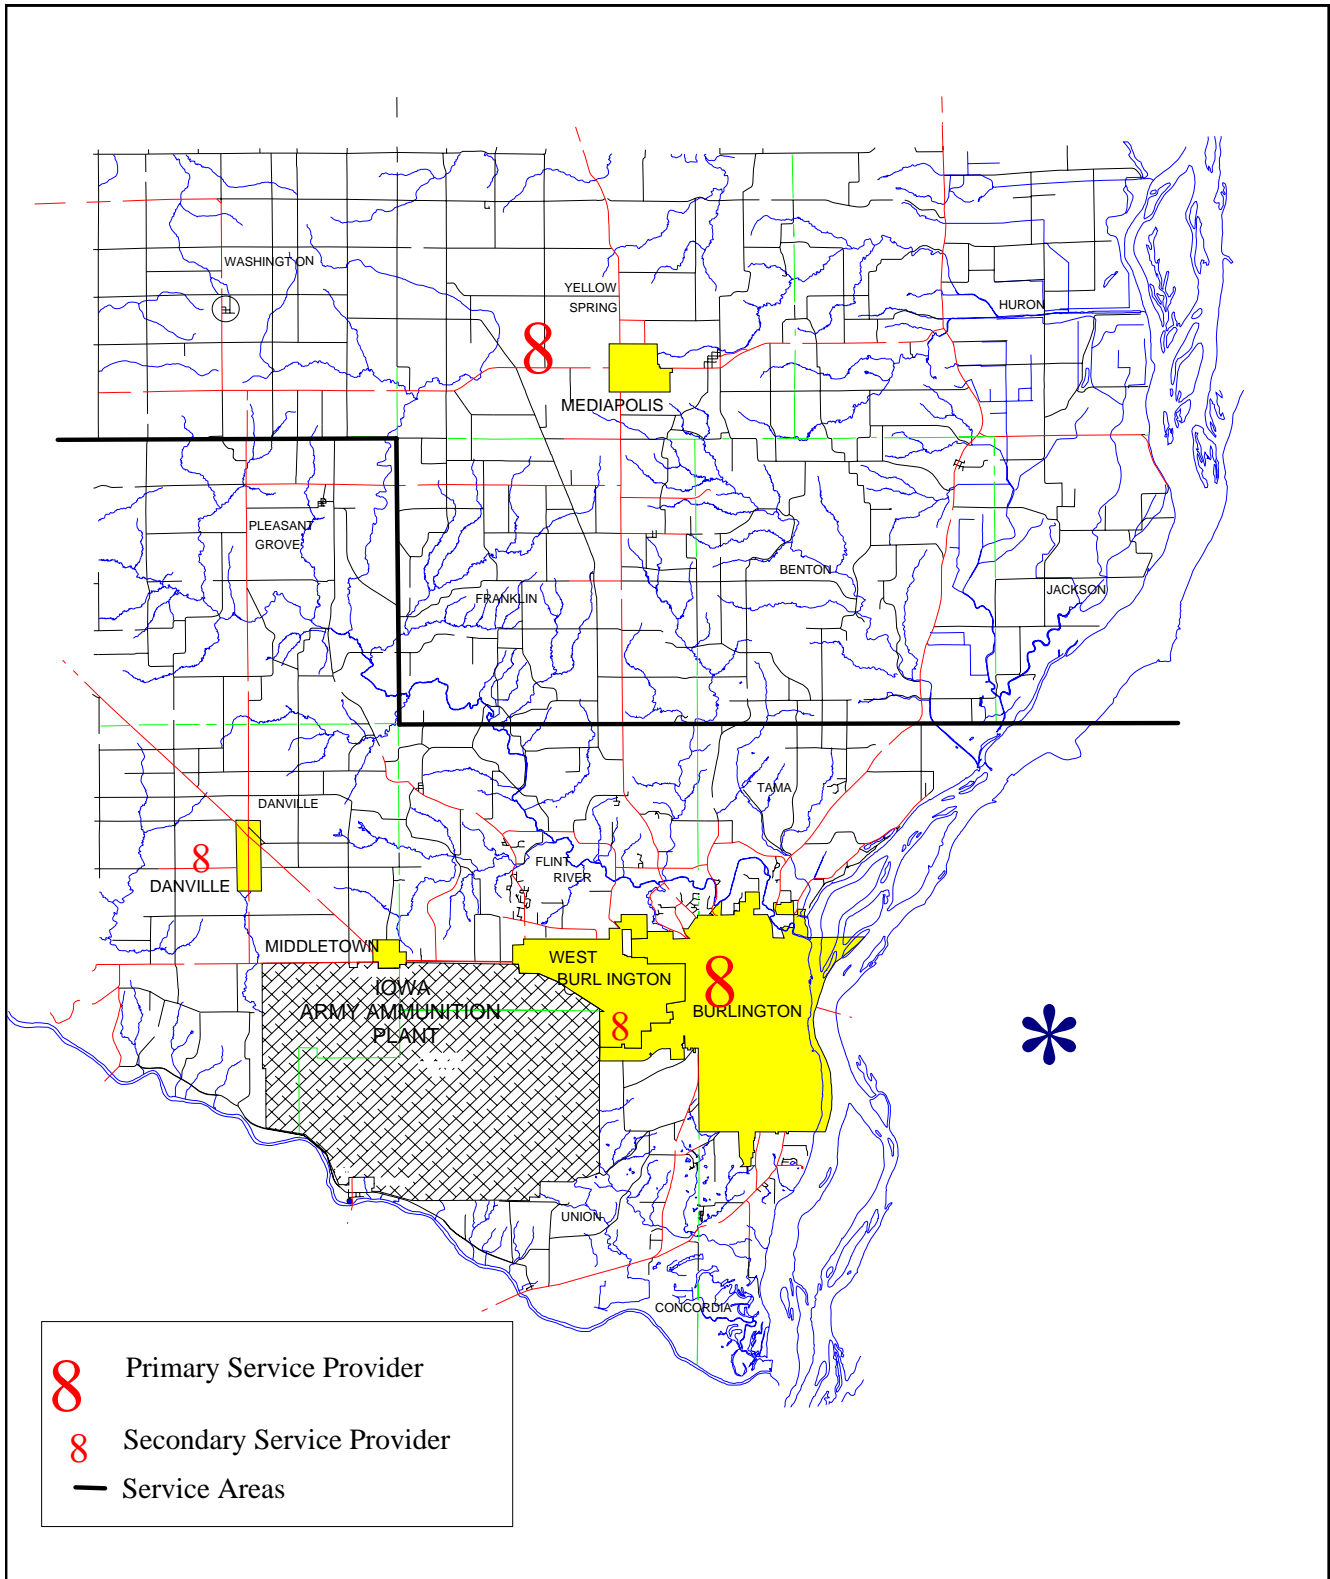 WASHINGT ON
YELLOW
SPRING
HURON
8
MEDIAPOLIS
PLEASANT
GROVE
BENTON
FRANKLIN
JACKSON
TAMA
DANVILLE
8
DANVILLE
FLINT
RIVER
MIDDLETOWN
WEST
BURL INGTON
8
BURLINGTON
IOWA
ARMY AMMUNITION
PLANT
8
*
UNION
CONCORDIA
8 Primary Service Provider
8 Secondary Service Provider
Service Areas